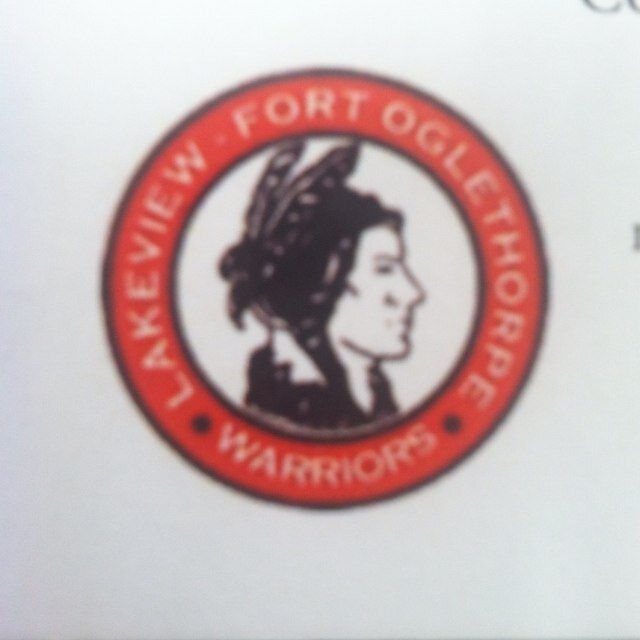 LAKEVIEW · FORT OGLETHORPE
• WARRIORS •